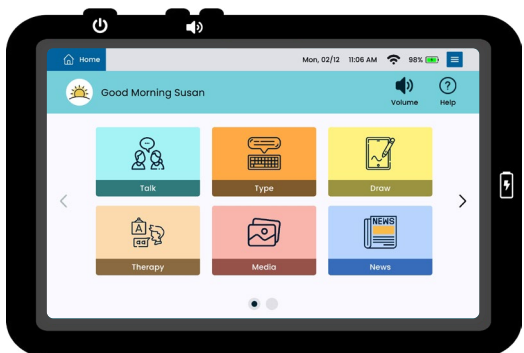 Home
Mon, 02/12 11:06 AM 98%
Good Morning Susan
Volume
Help
Talk
Type
Draw
A
NEWS
Therapy
Media
News